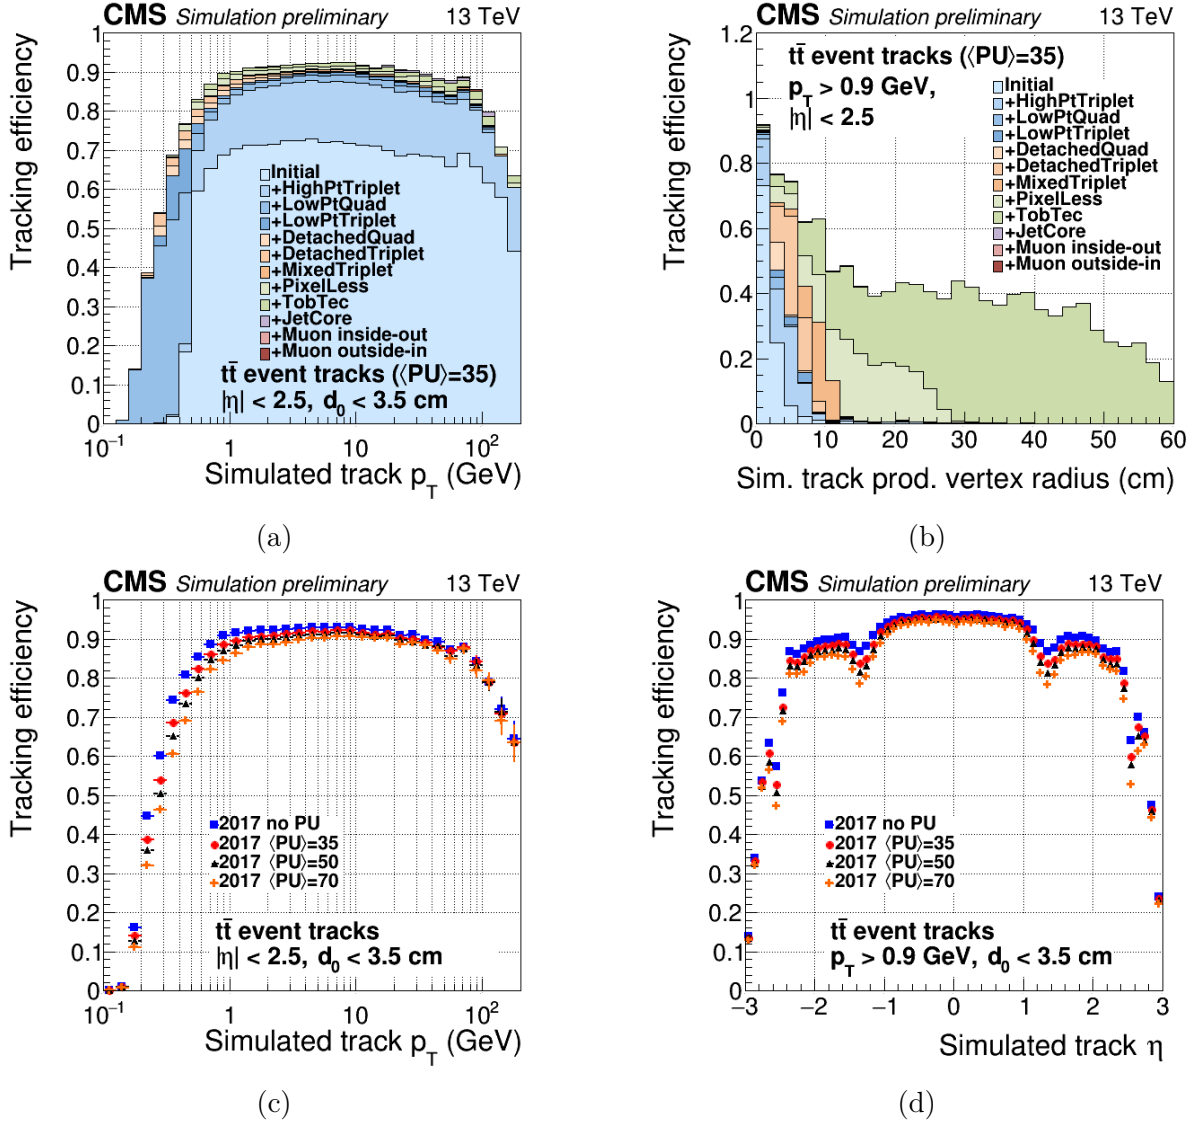 CMS Simulation preliminary 13 TeV
Tracking efficiency
1
0.9
0.8
0.7
0.6
0.5
0.4
0.3
0.2
0.1
0
Initial
+HighPtTriplet
+LowPtQuad
+LowPtTriplet
+DetachedQuad
+DetachedTriplet
+MixedTriplet
+PixelLess
+TobTec
+JetCore
+Muon inside-out
+Muon outside-in
tt̄ event tracks (⟨PU⟩=35)
|η| < 2.5, d₀ < 3.5 cm
10⁻¹ 1 10 10²
Simulated track p_T (GeV)
(a)
CMS Simulation preliminary 13 TeV
Tracking efficiency
1.2
1
0.8
0.6
0.4
0.2
0
tt̄ event tracks (⟨PU⟩=35)
p_T > 0.9 GeV,
|η| < 2.5
Initial
+HighPtTriplet
+LowPtQuad
+LowPtTriplet
+DetachedQuad
+DetachedTriplet
+MixedTriplet
+PixelLess
+TobTec
+JetCore
+Muon inside-out
+Muon outside-in
0 10 20 30 40 50 60
Sim. track prod. vertex radius (cm)
(b)
CMS Simulation preliminary 13 TeV
Tracking efficiency
1
0.9
0.8
0.7
0.6
0.5
0.4
0.3
0.2
0.1
0
2017 no PU
2017 ⟨PU⟩=35
2017 ⟨PU⟩=50
2017 ⟨PU⟩=70
tt̄ event tracks
|η| < 2.5, d₀ < 3.5 cm
10⁻¹ 1 10 10²
Simulated track p_T (GeV)
(c)
CMS Simulation preliminary 13 TeV
Tracking efficiency
1
0.9
0.8
0.7
0.6
0.5
0.4
0.3
0.2
0.1
0
2017 no PU
2017 ⟨PU⟩=35
2017 ⟨PU⟩=50
2017 ⟨PU⟩=70
tt̄ event tracks
p_T > 0.9 GeV, d₀ < 3.5 cm
−3 −2 −1 0 1 2 3
Simulated track η
(d)